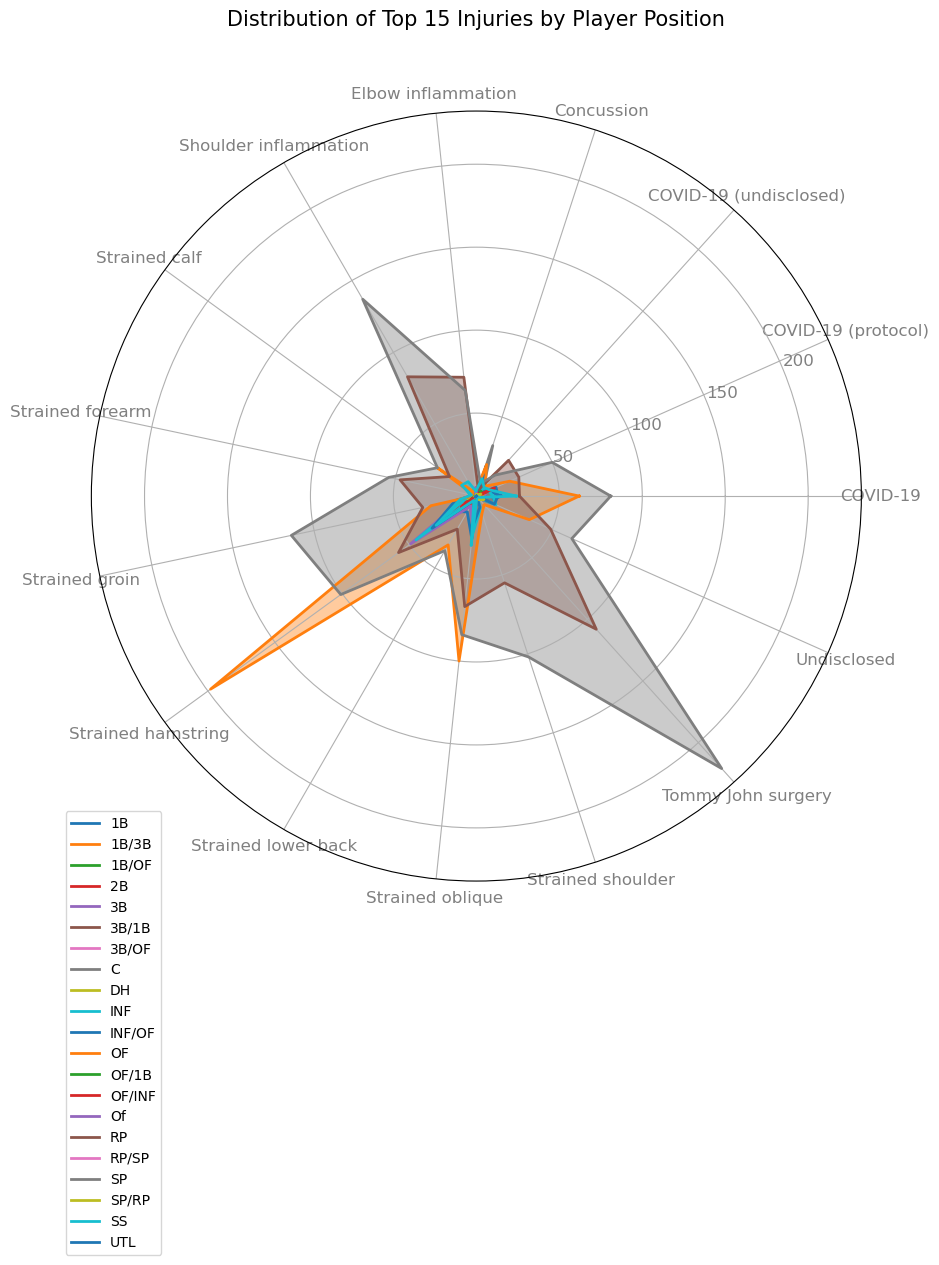 Distribution of Top 15 Injuries by Player Position
Elbow inflammation
Concussion
Shoulder inflammation
COVID-19 (undisclosed)
Strained calf
COVID-19 (protocol)
200
150
Strained forearm
100
50
COVID-19
Strained groin
Undisclosed
Strained hamstring
Tommy John surgery
Strained lower back
Strained shoulder
Strained oblique
1B
1B/3B
1B/OF
2B
3B
3B/1B
3B/OF
C
DH
INF
INF/OF
OF
OF/1B
OF/INF
Of
RP
RP/SP
SP
SP/RP
SS
UTL